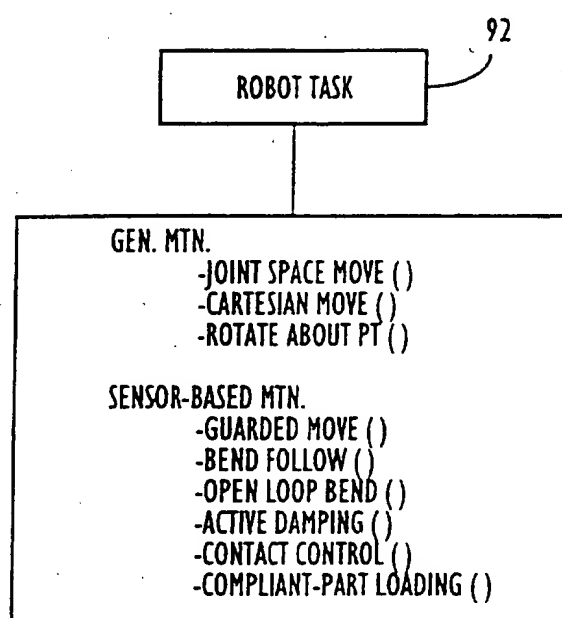 92
ROBOT TASK
GEN. MTN.
-JOINT SPACE MOVE ( )
-CARTESIAN MOVE ( )
-ROTATE ABOUT PT ( )
SENSOR-BASED MTN.
-GUARDED MOVE ( )
-BEND FOLLOW ( )
-OPEN LOOP BEND ( )
-ACTIVE DAMPING ( )
-CONTACT CONTROL ( )
-COMPLIANT-PART LOADING ( )